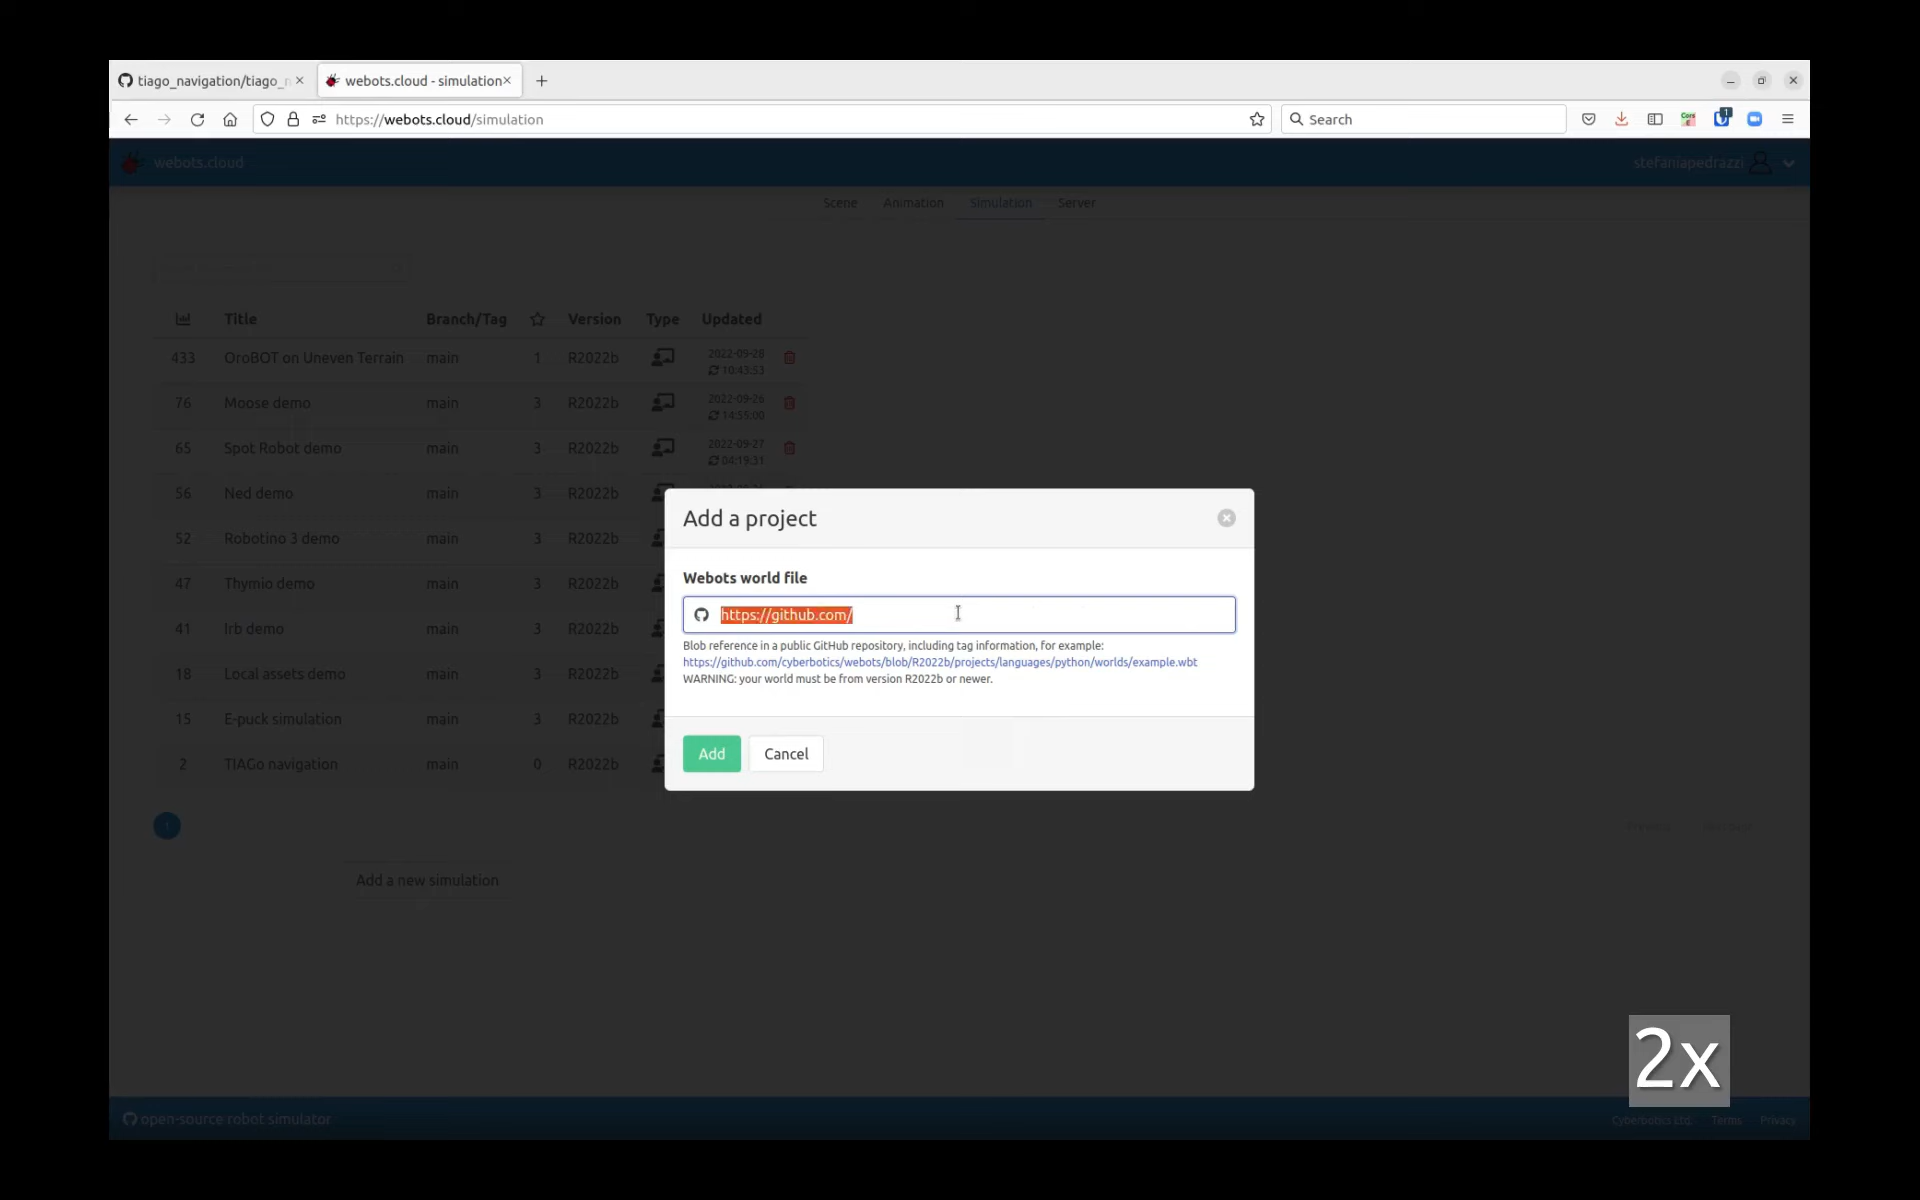 tiago_navigation/tiago_n
webots.cloud - simulation
https://webots.cloud/simulation
Search
webots.cloud
stefaniapedrazzi
Scene Animation Simulation Server
Title Branch/Tag Version Type Updated
433 OroBOT on Uneven Terrain main 1 R2022b 2022-09-28
10:43:53
76 Moose demo main 3 R2022b 2022-09-26
14:55:00
65 Spot Robot demo main 3 R2022b 2022-09-27
04:19:31
56 Ned demo main 3 R2022b
52 Robotino 3 demo main 3 R2022b
47 Thymio demo main 3 R2022b
41 Irb demo main 3 R2022b
18 Local assets demo main 3 R2022b
15 E-puck simulation main 3 R2022b
2 TIAGo navigation main 0 R2022b
Add a new simulation
Add a project
Webots world file
https://github.com/
Blob reference in a public GitHub repository, including tag information, for example:
https://github.com/cyberbotics/webots/blob/R2022b/projects/languages/python/worlds/example.wbt
WARNING: your world must be from version R2022b or newer.
Add Cancel
2x
open-source robot simulator
Cyberbotics Ltd. Terms Privacy